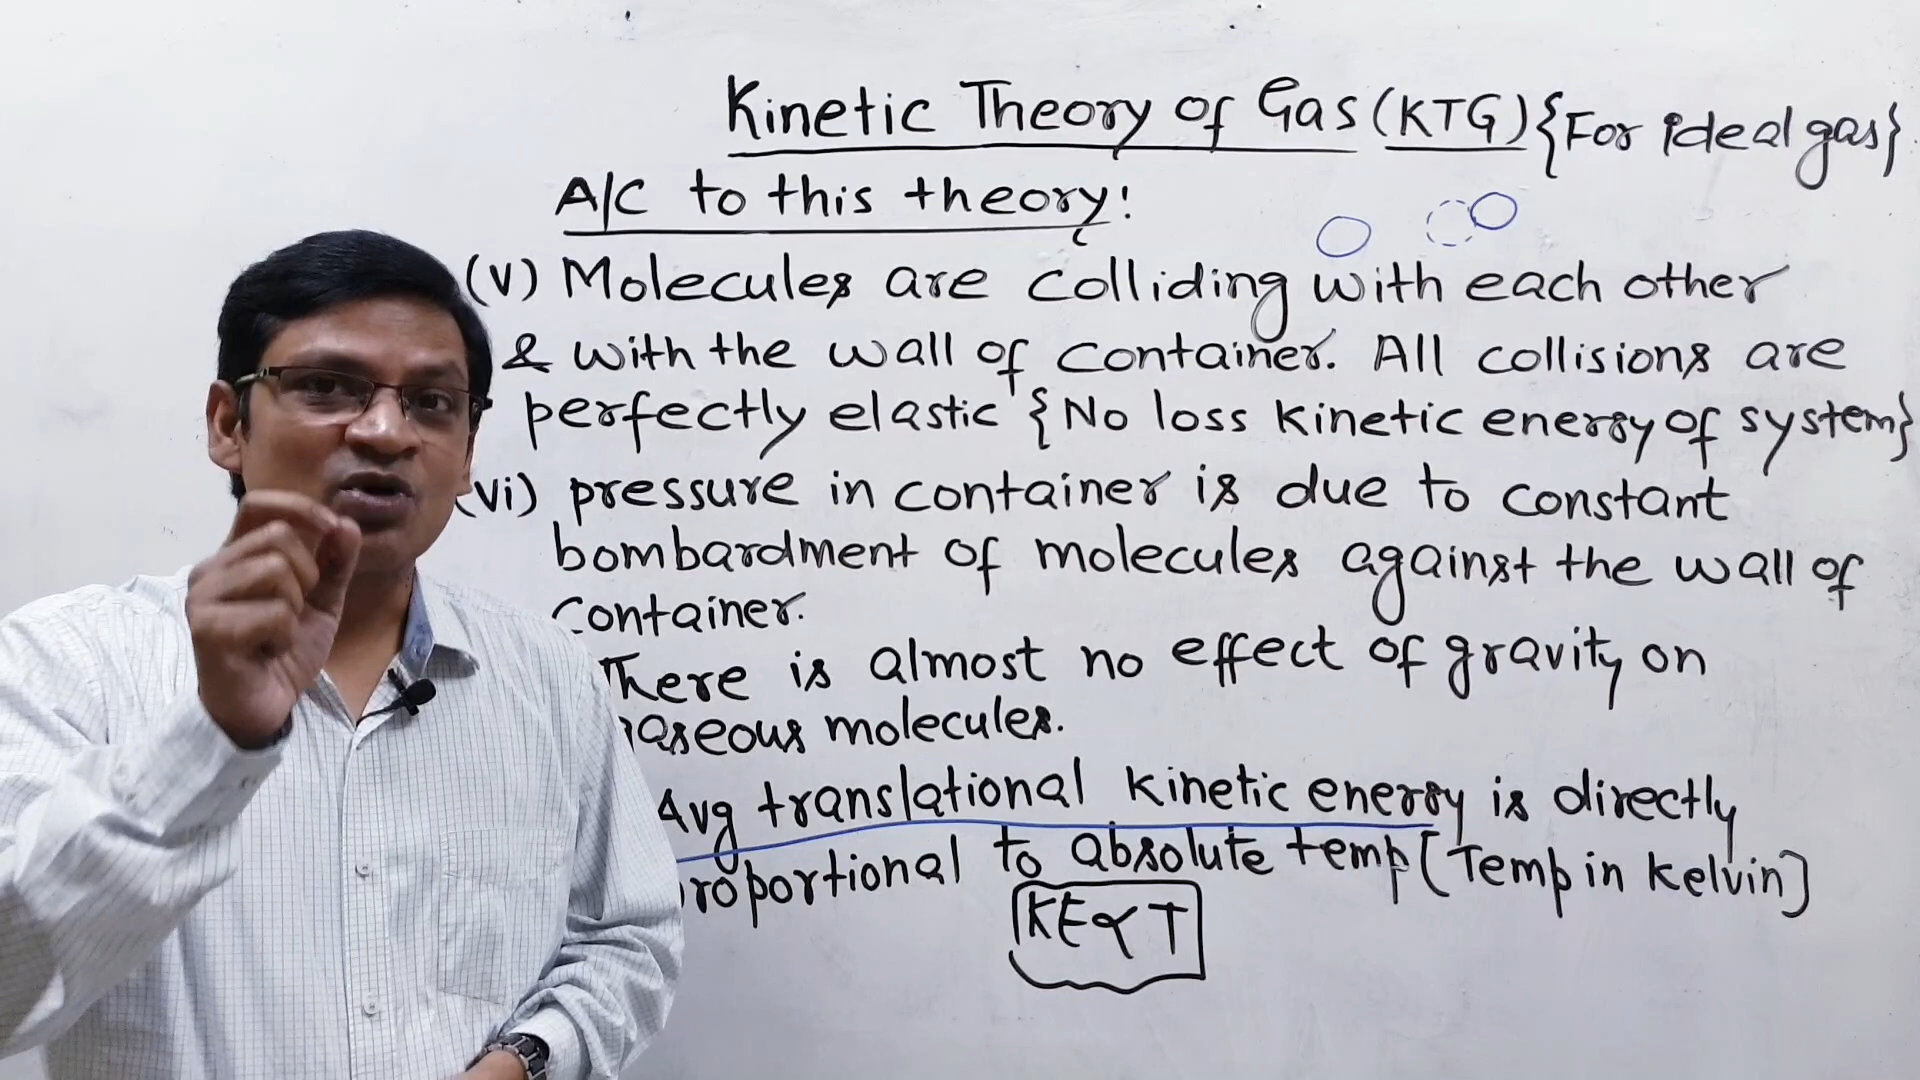 Kinetic Theory of Gas (KTG) {For ideal gas}
A/C to this theory:
(V) Molecules are colliding with each other
& with the wall of container. All collisions are
perfectly elastic {No loss kinetic energy of system}
(Vi) pressure in container is due to constant
bombardment of molecules against the wall of
container.
There is almost no effect of gravity on
aseous molecules.
Avg translational kinetic energy is directly
roportional to absolute temp [Temp in Kelvin]
KE∝T